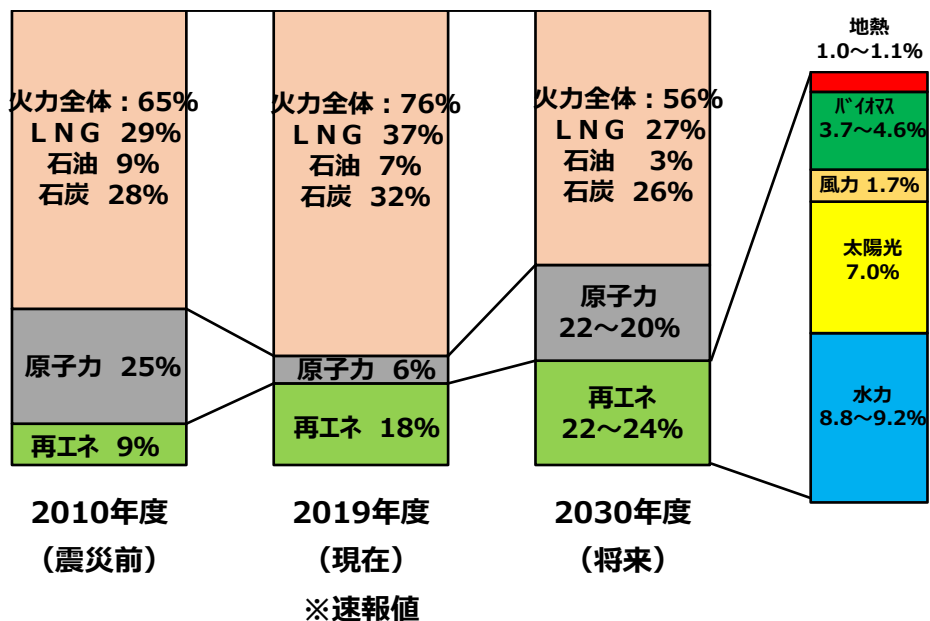 火力全体：65%
ＬＮＧ 29%
石油 9%
石炭 28%
原子力 25%
再エネ 9%
2010年度
（震災前）
火力全体：76%
ＬＮＧ 37%
石油 7%
石炭 32%
原子力 6%
再エネ 18%
2019年度
（現在）
※速報値
火力全体：56%
ＬＮＧ 27%
石油 3%
石炭 26%
原子力
22～20%
再エネ
22～24%
2030年度
（将来）
地熱
1.0～1.1%
ﾊﾞｲｵﾏｽ
3.7～4.6%
風力 1.7%
太陽光
7.0%
水力
8.8～9.2%